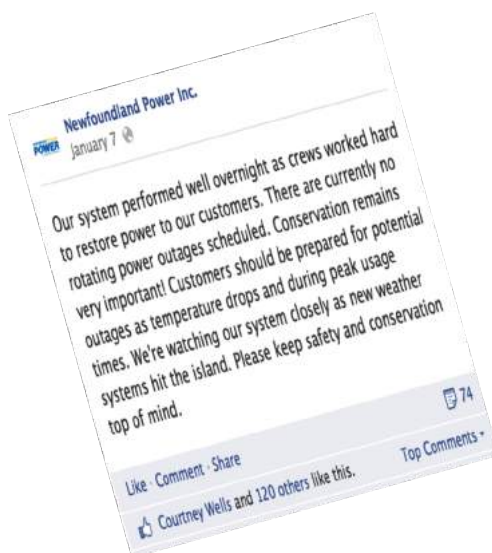 Newfoundland Power Inc.
POWER
January 7
Our system performed well overnight as crews worked hard
to restore power to our customers. There are currently no
rotating power outages scheduled. Conservation remains
very important! Customers should be prepared for potential
outages as temperature drops and during peak usage
times. We're watching our system closely as new weather
systems hit the island. Please keep safety and conservation
top of mind.
Like · Comment · Share
74
Courtney Wells and 120 others like this.
Top Comments